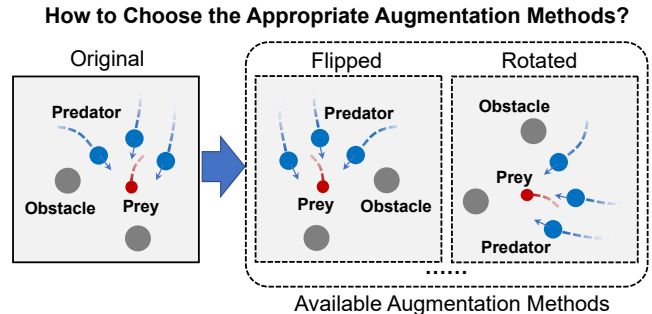 How to Choose the Appropriate Augmentation Methods?
Original
Predator
Obstacle
Prey
Flipped
Predator
Prey
Obstacle
Rotated
Obstacle
Prey
Predator
......
Available Augmentation Methods